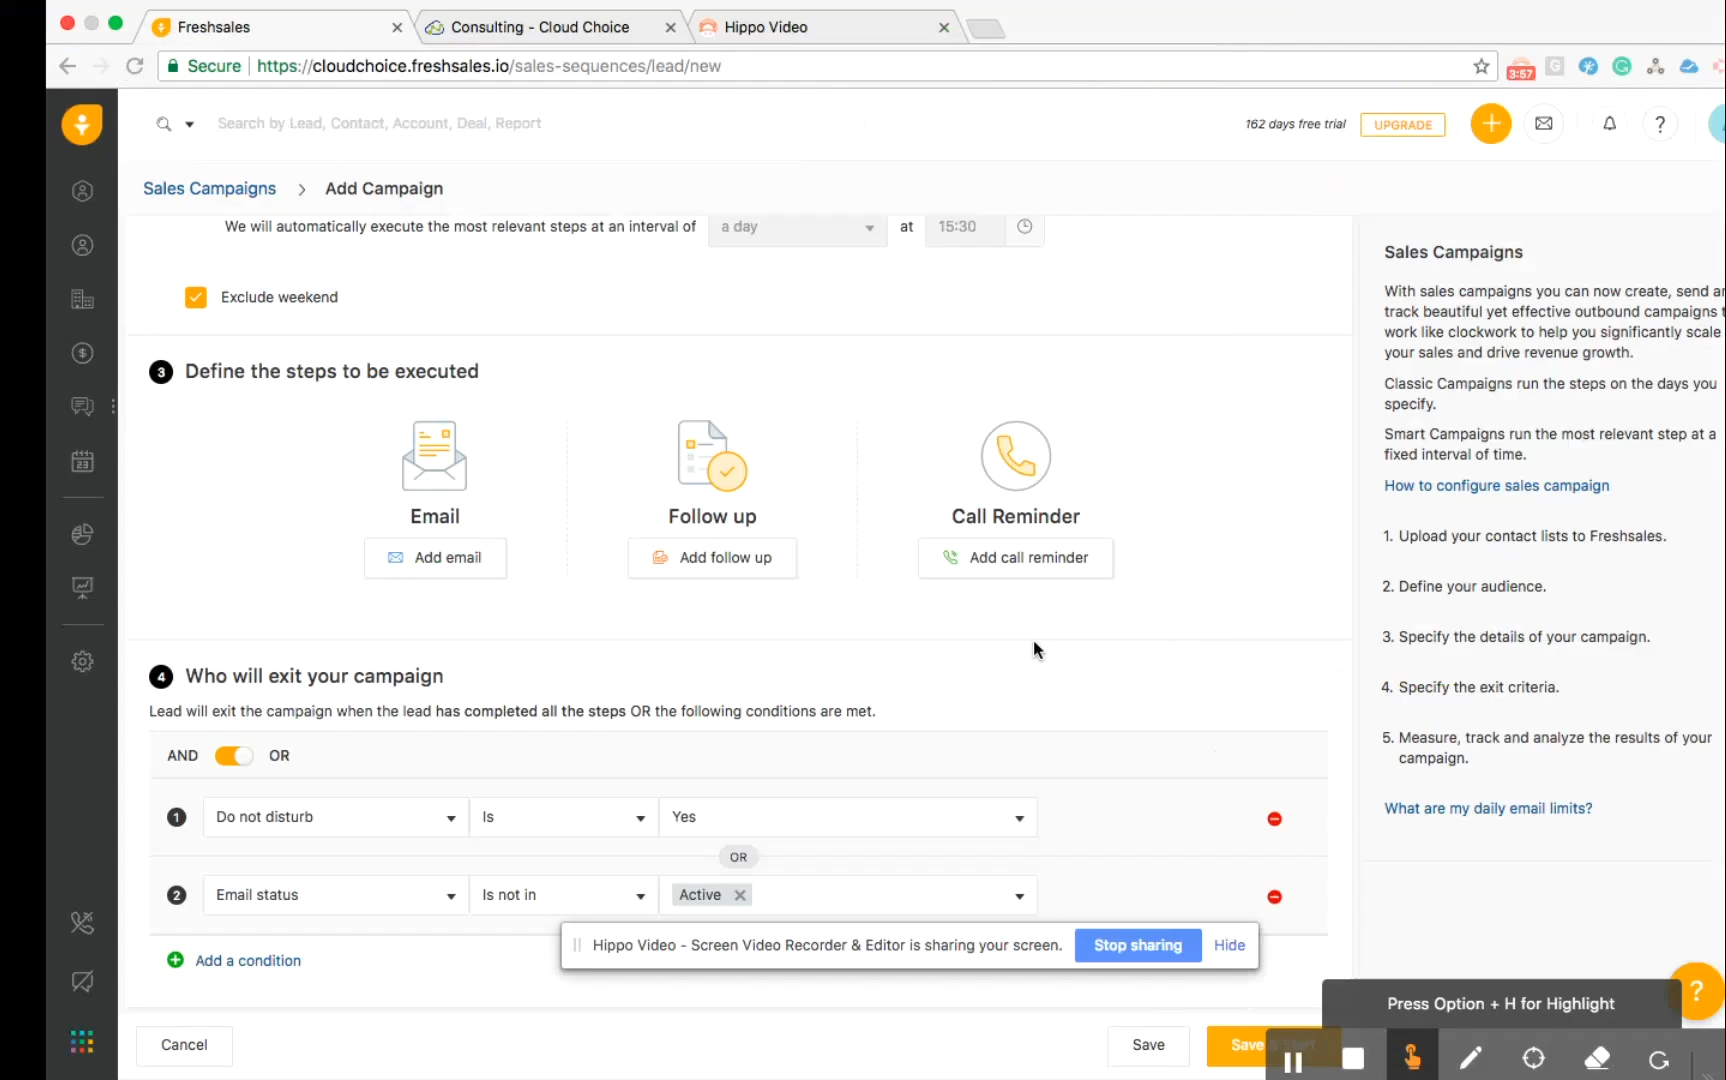 Freshsales
Consulting - Cloud Choice
Hippo Video
Secure
https://cloudchoice.freshsales.io/sales-sequences/lead/new
3:57
Search by Lead, Contact, Account, Deal, Report
162 days free trial
UPGRADE
Sales Campaigns > Add Campaign
We will automatically execute the most relevant steps at an interval of a day at 15:30
Exclude weekend
3 Define the steps to be executed
Email
Follow up
Call Reminder
Add email
Add follow up
Add call reminder
4 Who will exit your campaign
Lead will exit the campaign when the lead has completed all the steps OR the following conditions are met.
AND OR
1 Do not disturb Is Yes
OR
2 Email status Is not in Active
Add a condition
Hippo Video - Screen Video Recorder & Editor is sharing your screen.
Stop sharing
Hide
Cancel
Save
Save
Sales Campaigns
With sales campaigns you can now create, send
track beautiful yet effective outbound campaigns
work like clockwork to help you significantly scale
your sales and drive revenue growth.
Classic Campaigns run the steps on the days you
specify.
Smart Campaigns run the most relevant step at a
fixed interval of time.
How to configure sales campaign
1. Upload your contact lists to Freshsales.
2. Define your audience.
3. Specify the details of your campaign.
4. Specify the exit criteria.
5. Measure, track and analyze the results of your
campaign.
What are my daily email limits?
Press Option + H for Highlight
23